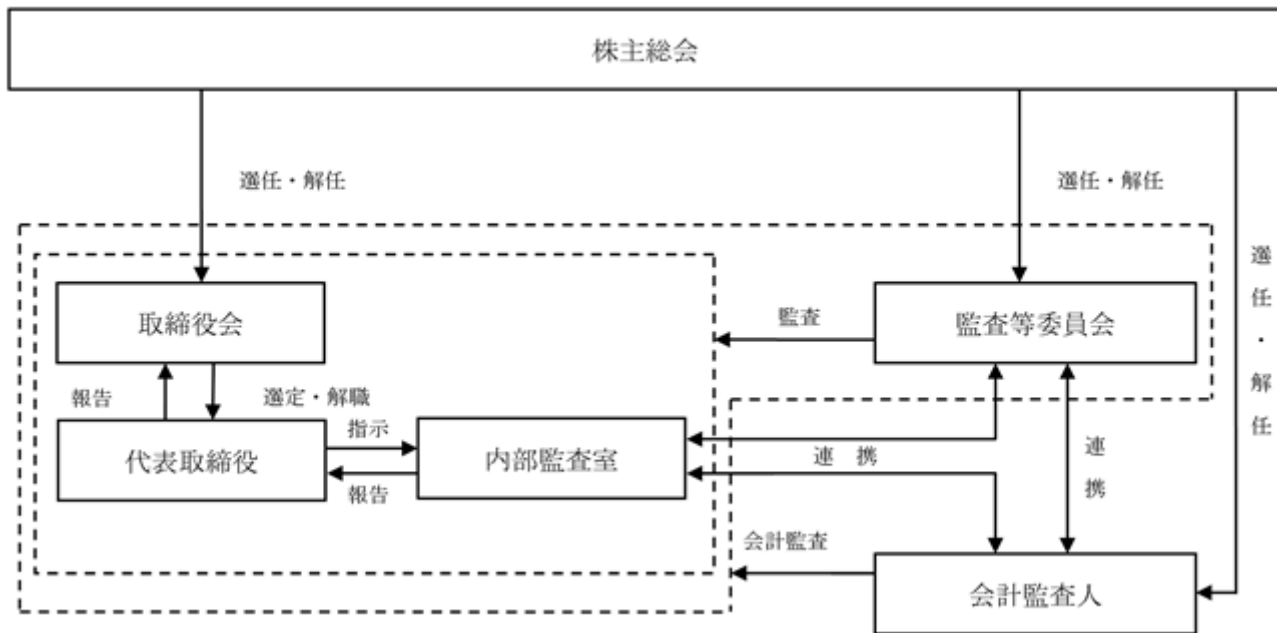 株主総会
選任・解任
選任・解任
選任・解任
取締役会
監査
監査等委員会
報告
選定・解職
指示
代表取締役
内部監査室
報告
連 携
連携
会計監査
会計監査人